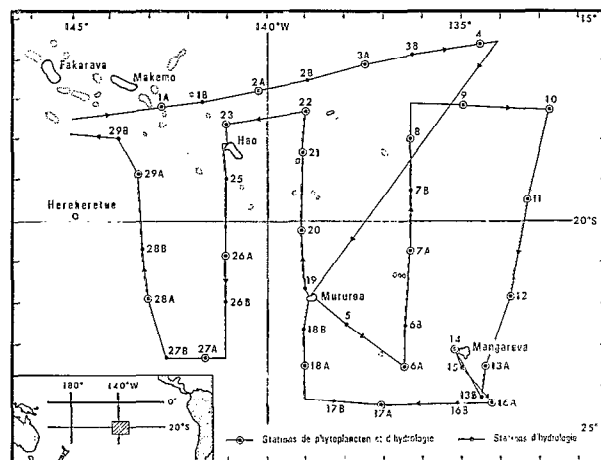 145° 140°W 135° 15°
4
3B
3A
Fakarava
Makemo
2A 2B
1A 1B
9 10
23 22
29B
8
Hao
21
29A 25
7B
11
Herekeretue
20°S
20
28B 26A
7A
19
Mururoa
12
28A 26B
5 6B
18B
14 Mangareva
27B 27A
18A 6A 15 13A
13B
17B 17A 16B 16A
25°
180° 140°W
0°
20°S
Stations de phytoplancton et d'hydrologie
Stations d'hydrologie